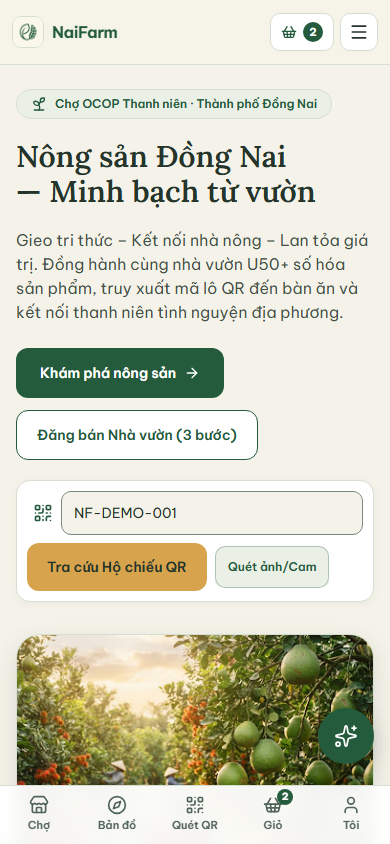 NaiFarm
2
Chợ OCOP Thanh niên · Thành phố Đồng Nai
Nông sản Đồng Nai
— Minh bạch từ vườn
Gieo tri thức – Kết nối nhà nông – Lan tỏa giá
trị. Đồng hành cùng nhà vườn U50+ số hóa
sản phẩm, truy xuất mã lô QR đến bàn ăn và
kết nối thanh niên tình nguyện địa phương.
Khám phá nông sản →
Đăng bán Nhà vườn (3 bước)
NF-DEMO-001
Tra cứu Hộ chiếu QR
Quét ảnh/Cam
2
Chợ
Bản đồ
Quét QR
Giỏ
Tôi